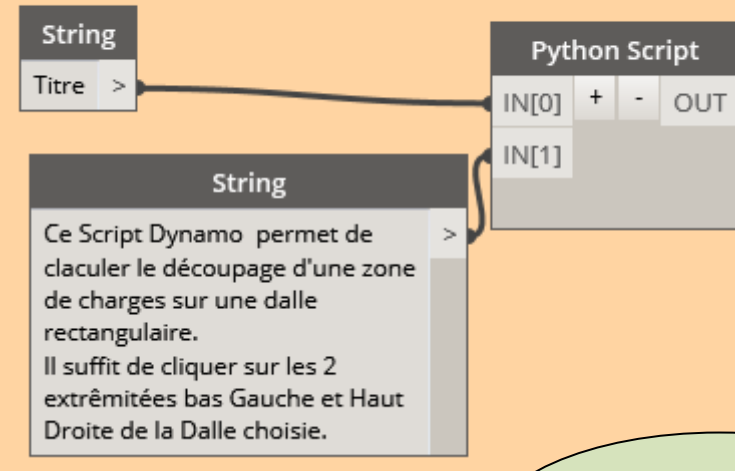 String
Titre >
Python Script
IN[0] + - OUT
IN[1]
String
Ce Script Dynamo permet de >
claculer le découpage d'une zone
de charges sur une dalle
rectangulaire.
Il suffit de cliquer sur les 2
extrêmitées bas Gauche et Haut
Droite de la Dalle choisie.